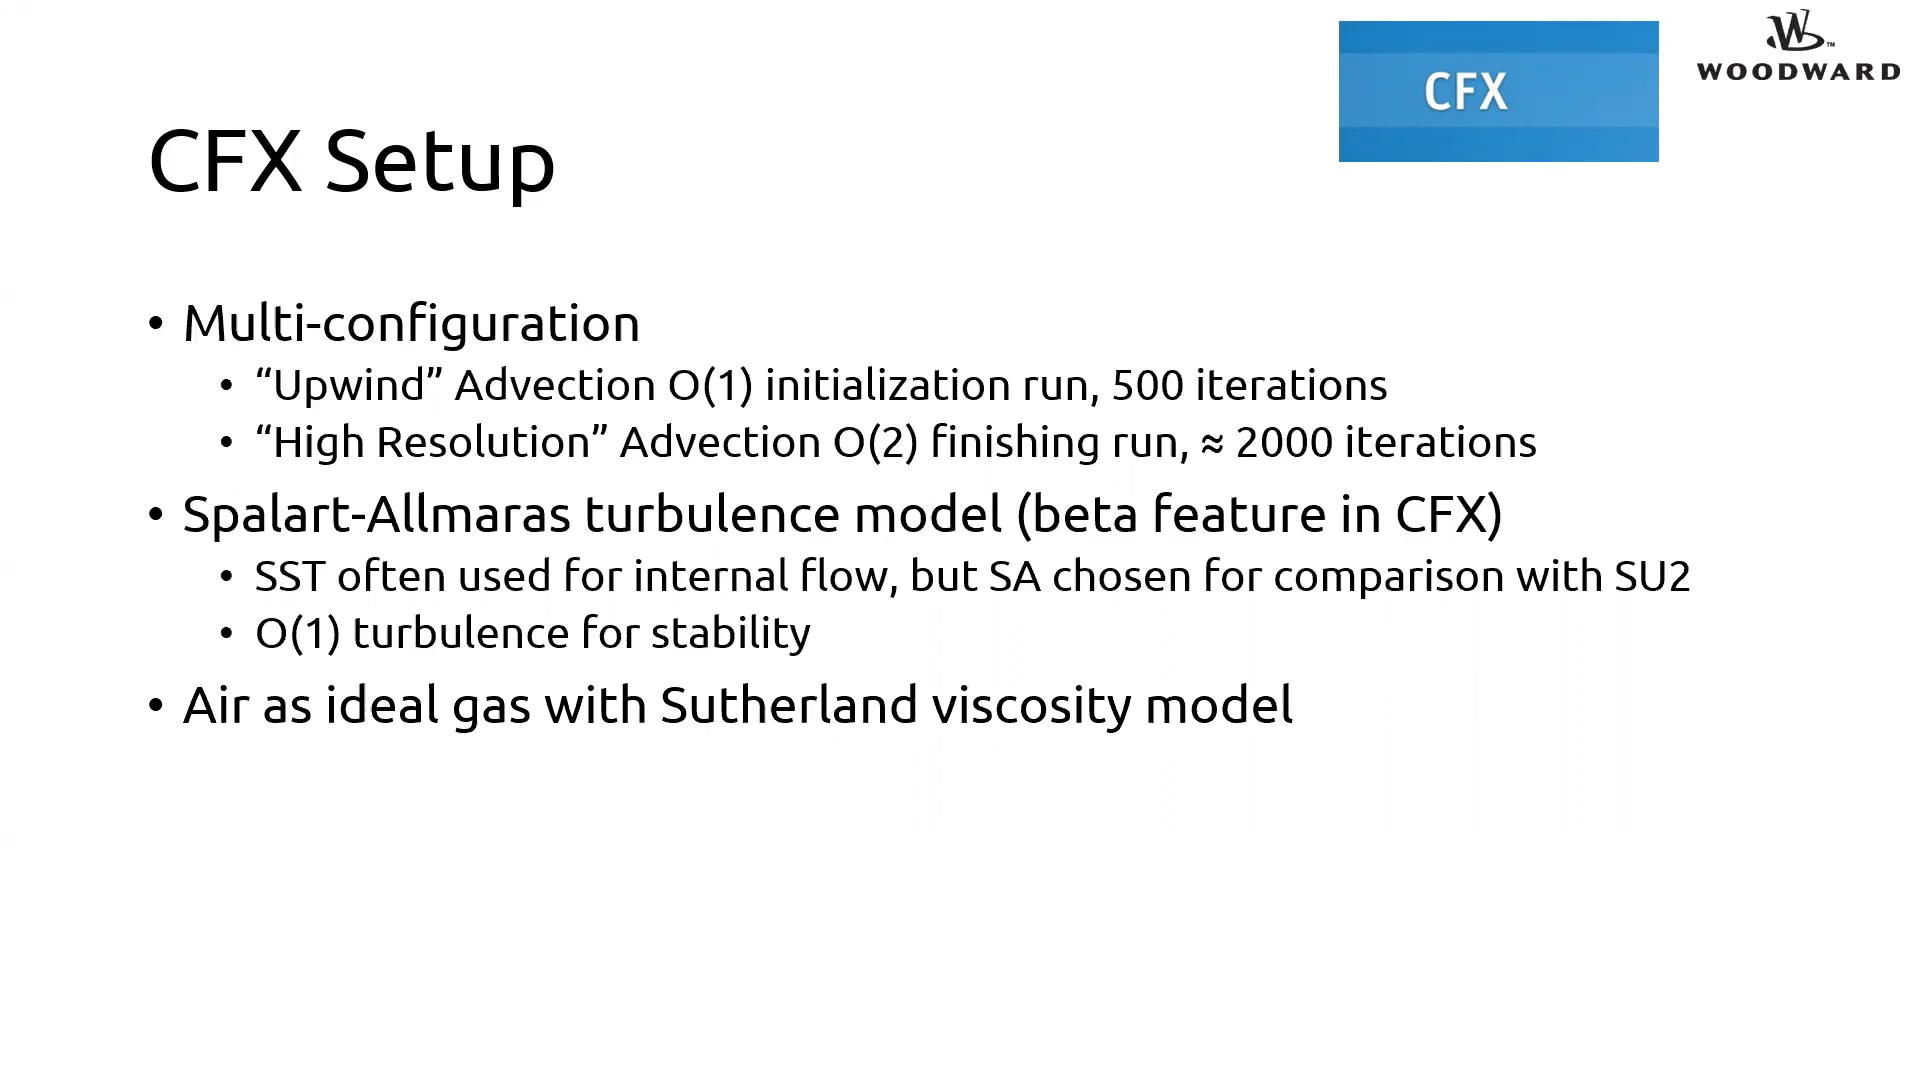 CFX
WOODWARD
CFX Setup
• Multi-configuration
• “Upwind” Advection O(1) initialization run, 500 iterations
• “High Resolution” Advection O(2) finishing run, ≈ 2000 iterations
• Spalart-Allmaras turbulence model (beta feature in CFX)
• SST often used for internal flow, but SA chosen for comparison with SU2
• O(1) turbulence for stability
• Air as ideal gas with Sutherland viscosity model